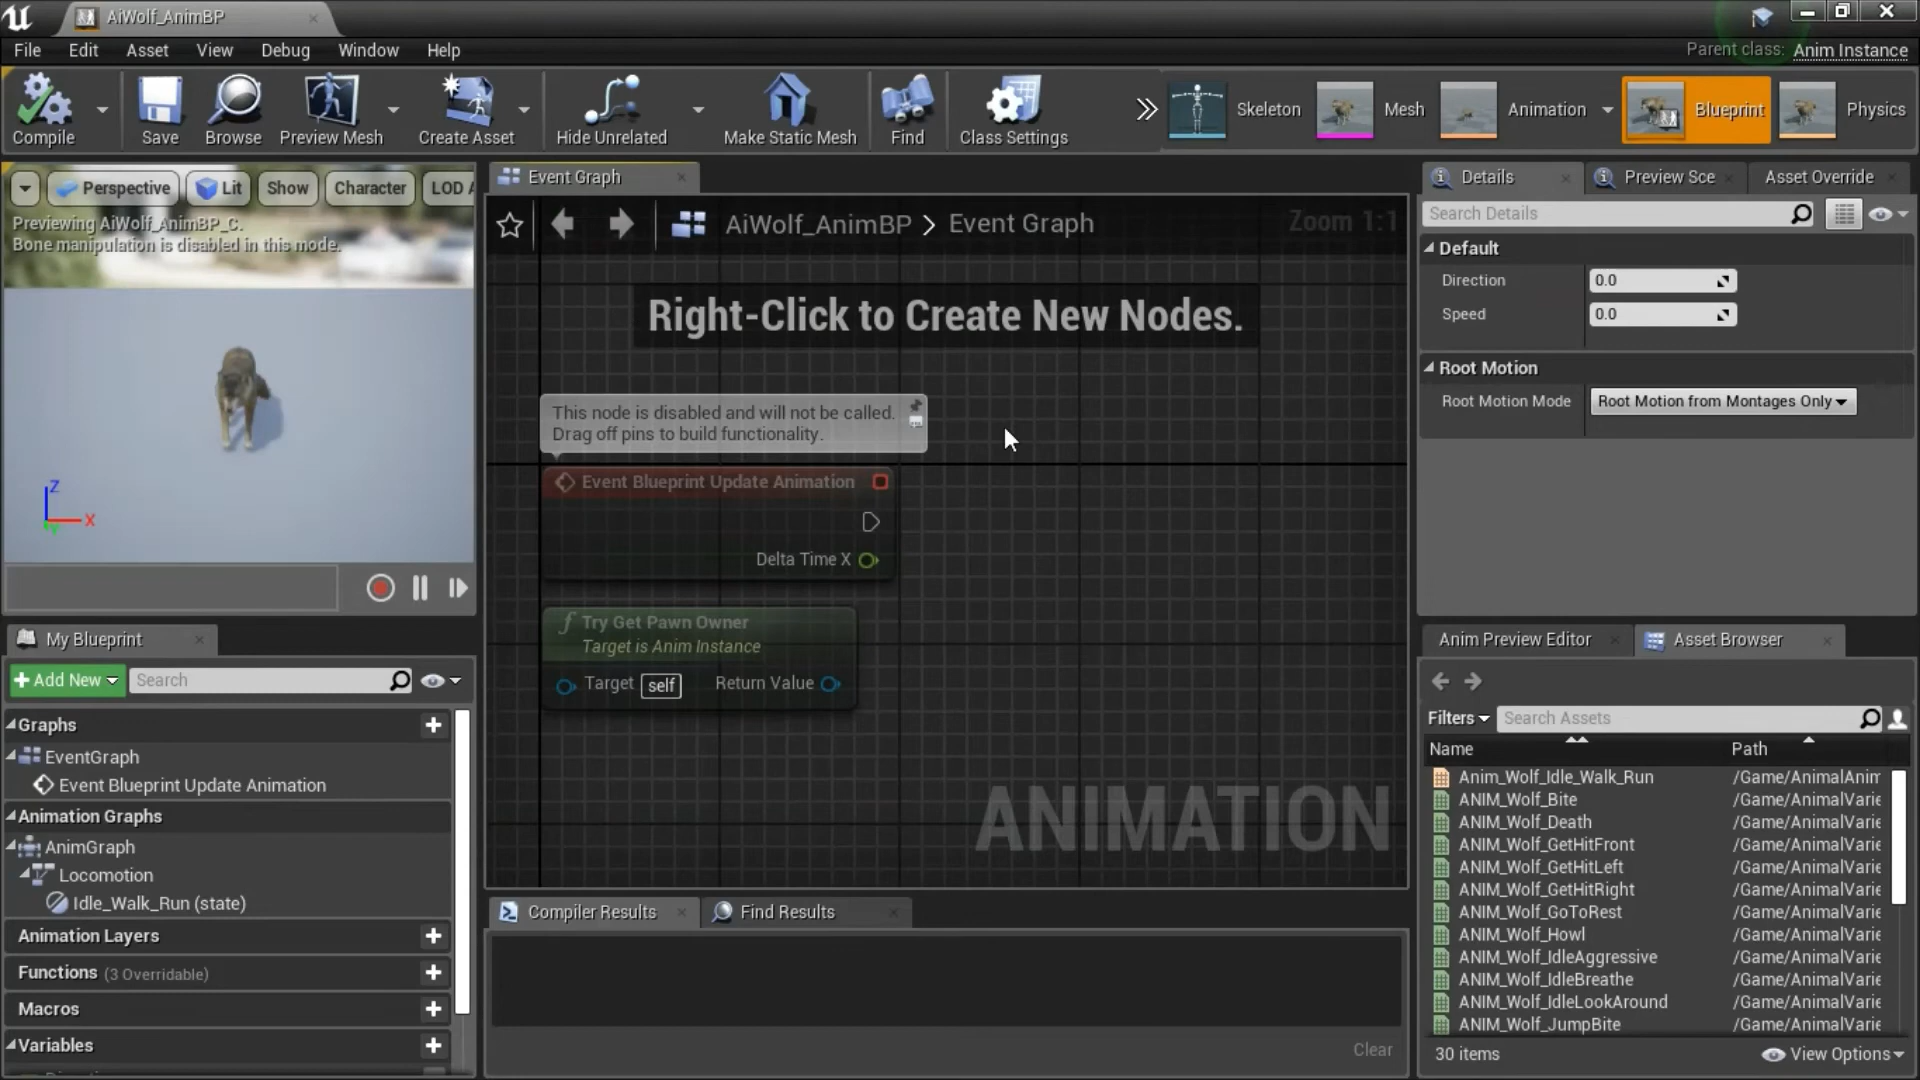 AiWolf_AnimBP
File Edit Asset View Debug Window Help
Parent class: Anim Instance
Compile Save Browse Preview Mesh Create Asset Hide Unrelated Make Static Mesh Find Class Settings
Skeleton Mesh Animation Blueprint Physics
Perspective Lit Show Character LOD A
Previewing AiWolf_AnimBP_C.
Bone manipulation is disabled in this mode.
Z
X
Event Graph
AiWolf_AnimBP > Event Graph
Zoom 1:1
Right-Click to Create New Nodes.
This node is disabled and will not be called.
Drag off pins to build functionality.
Event Blueprint Update Animation
Delta Time X
f Try Get Pawn Owner
Target is Anim Instance
Target self Return Value
ANIMATION
Compiler Results Find Results
Clear
My Blueprint
+ Add New Search
Graphs
EventGraph
Event Blueprint Update Animation
Animation Graphs
AnimGraph
Locomotion
Idle_Walk_Run (state)
Animation Layers
Functions (3 Overridable)
Macros
Variables
Details Preview Sce Asset Override
Search Details
Default
Direction 0.0
Speed 0.0
Root Motion
Root Motion Mode Root Motion from Montages Only
Anim Preview Editor Asset Browser
Filters Search Assets
Name Path
Anim_Wolf_Idle_Walk_Run /Game/AnimalAnim
ANIM_Wolf_Bite /Game/AnimalVarie
ANIM_Wolf_Death /Game/AnimalVarie
ANIM_Wolf_GetHitFront /Game/AnimalVarie
ANIM_Wolf_GetHitLeft /Game/AnimalVarie
ANIM_Wolf_GetHitRight /Game/AnimalVarie
ANIM_Wolf_GoToRest /Game/AnimalVarie
ANIM_Wolf_Howl /Game/AnimalVarie
ANIM_Wolf_IdleAggressive /Game/AnimalVarie
ANIM_Wolf_IdleBreathe /Game/AnimalVarie
ANIM_Wolf_IdleLookAround /Game/AnimalVarie
ANIM_Wolf_JumpBite /Game/AnimalVarie
30 items
View Options